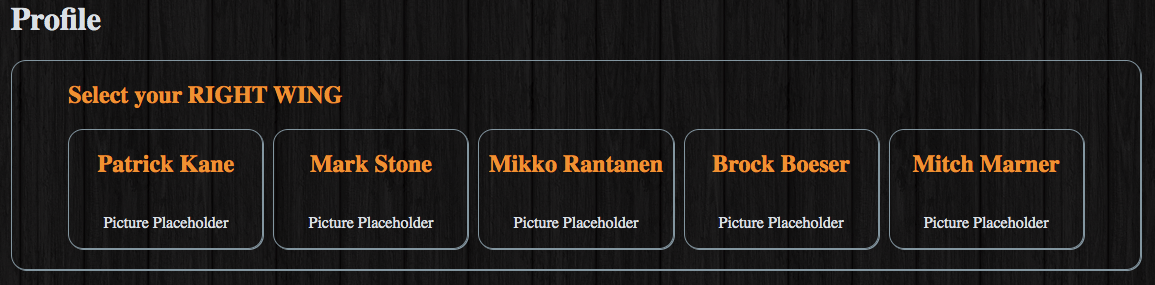 Profile
Select your RIGHT WING
Patrick Kane Mark Stone Mikko Rantanen Brock Boeser Mitch Marner
Picture Placeholder Picture Placeholder Picture Placeholder Picture Placeholder Picture Placeholder